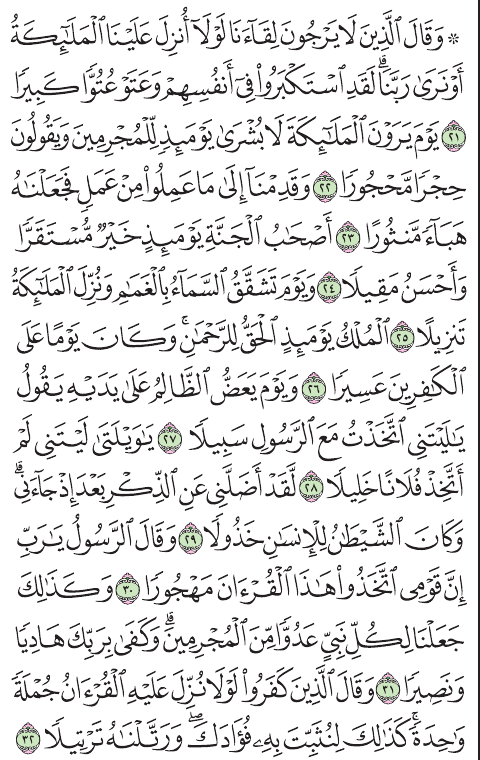 ۞ وَقَالَ ٱلَّذِينَ لَا يَرْجُونَ لِقَآءَنَا لَوْلَآ أُنزِلَ عَلَيْنَا ٱلْمَلَٰٓئِكَةُ
أَوْ نَرَىٰ رَبَّنَا ۗ لَقَدِ ٱسْتَكْبَرُوا۟ فِىٓ أَنفُسِهِمْ وَعَتَوْ عُتُوًّا كَبِيرًا
٢١ يَوْمَ يَرَوْنَ ٱلْمَلَٰٓئِكَةَ لَا بُشْرَىٰ يَوْمَئِذٍ لِّلْمُجْرِمِينَ وَيَقُولُونَ
حِجْرًا مَّحْجُورًا ٢٢ وَقَدِمْنَآ إِلَىٰ مَا عَمِلُوا۟ مِنْ عَمَلٍ فَجَعَلْنَٰهُ
هَبَآءً مَّنثُورًا ٢٣ أَصْحَٰبُ ٱلْجَنَّةِ يَوْمَئِذٍ خَيْرٌ مُّسْتَقَرًّا
وَأَحْسَنُ مَقِيلًا ٢٤ وَيَوْمَ تَشَقَّقُ ٱلسَّمَآءُ بِٱلْغَمَٰمِ وَنُزِّلَ ٱلْمَلَٰٓئِكَةُ
تَنزِيلًا ٢٥ ٱلْمُلْكُ يَوْمَئِذٍ ٱلْحَقُّ لِلرَّحْمَٰنِ ۚ وَكَانَ يَوْمًا عَلَى
ٱلْكَٰفِرِينَ عَسِيرًا ٢٦ وَيَوْمَ يَعَضُّ ٱلظَّالِمُ عَلَىٰ يَدَيْهِ يَقُولُ
يَٰلَيْتَنِى ٱتَّخَذْتُ مَعَ ٱلرَّسُولِ سَبِيلًا ٢٧ يَٰوَيْلَتَىٰ لَيْتَنِى لَمْ
أَتَّخِذْ فُلَانًا خَلِيلًا ٢٨ لَّقَدْ أَضَلَّنِى عَنِ ٱلذِّكْرِ بَعْدَ إِذْ جَآءَنِى ۗ
وَكَانَ ٱلشَّيْطَٰنُ لِلْإِنسَٰنِ خَذُولًا ٢٩ وَقَالَ ٱلرَّسُولُ يَٰرَبِّ
إِنَّ قَوْمِى ٱتَّخَذُوا۟ هَٰذَا ٱلْقُرْءَانَ مَهْجُورًا ٣٠ وَكَذَٰلِكَ
جَعَلْنَا لِكُلِّ نَبِىٍّ عَدُوًّا مِّنَ ٱلْمُجْرِمِينَ ۗ وَكَفَىٰ بِرَبِّكَ هَادِيًا
وَنَصِيرًا ٣١ وَقَالَ ٱلَّذِينَ كَفَرُوا۟ لَوْلَا نُزِّلَ عَلَيْهِ ٱلْقُرْءَانُ جُمْلَةً
وَٰحِدَةً ۚ كَذَٰلِكَ لِنُثَبِّتَ بِهِۦ فُؤَادَكَ ۖ وَرَتَّلْنَٰهُ تَرْتِيلًا ٣٢